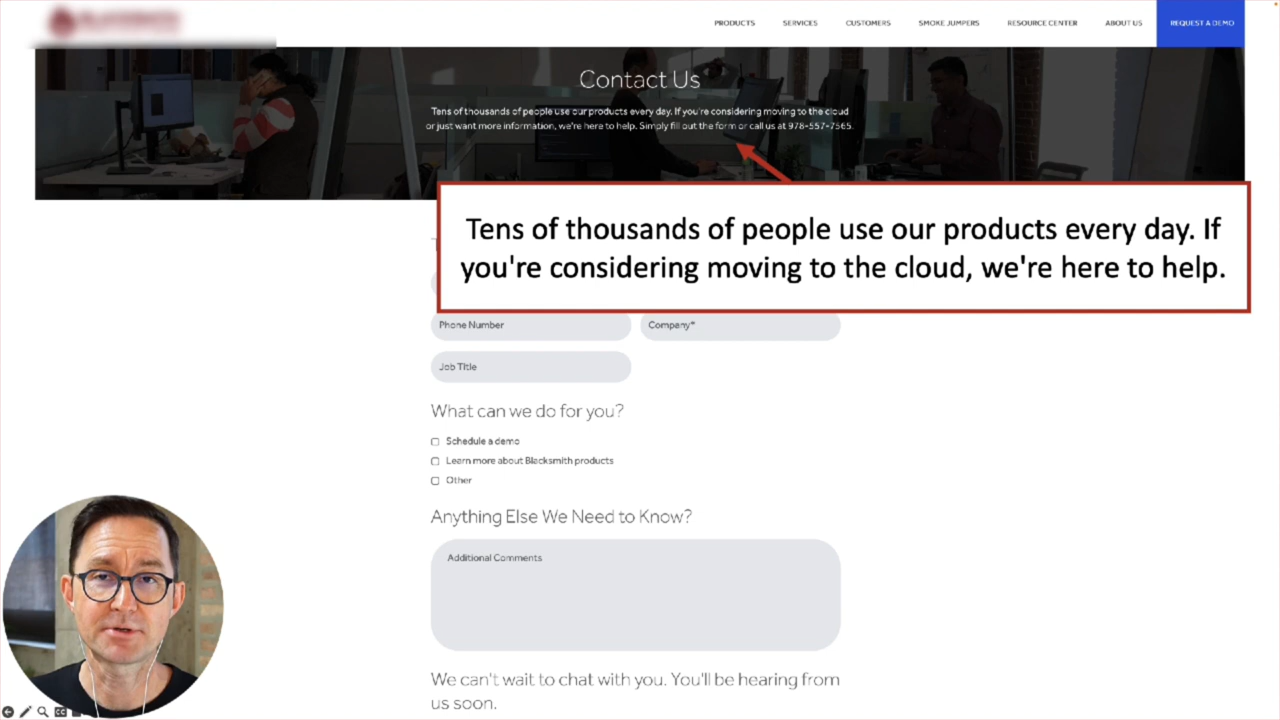 PRODUCTS SERVICES CUSTOMERS SMOKE JUMPERS RESOURCE CENTER ABOUT US REQUEST A DEMO
Contact Us
Tens of thousands of people use our products every day. If you're considering moving to the cloud
or just want more information, we're here to help. Simply fill out the form or call us at 978-557-7565.
Tens of thousands of people use our products every day. If
you're considering moving to the cloud, we're here to help.
Phone Number Company*
Job Title
What can we do for you?
Schedule a demo
Learn more about Blacksmith products
Other
Anything Else We Need to Know?
Additional Comments
We can't wait to chat with you. You'll be hearing from
us soon.